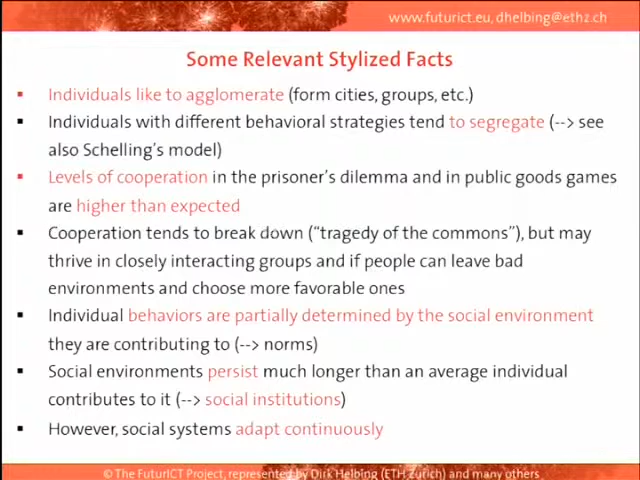 www.futurict.eu, dhelbing@ethz.ch
Some Relevant Stylized Facts
▪ Individuals like to agglomerate (form cities, groups, etc.)
▪ Individuals with different behavioral strategies tend to segregate (--> see
also Schelling's model)
▪ Levels of cooperation in the prisoner's dilemma and in public goods games
are higher than expected
▪ Cooperation tends to break down ("tragedy of the commons"), but may
thrive in closely interacting groups and if people can leave bad
environments and choose more favorable ones
▪ Individual behaviors are partially determined by the social environment
they are contributing to (--> norms)
▪ Social environments persist much longer than an average individual
contributes to it (--> social institutions)
▪ However, social systems adapt continuously
© The FuturICT Project, represented by Dirk Helbing (ETH Zurich) and many others